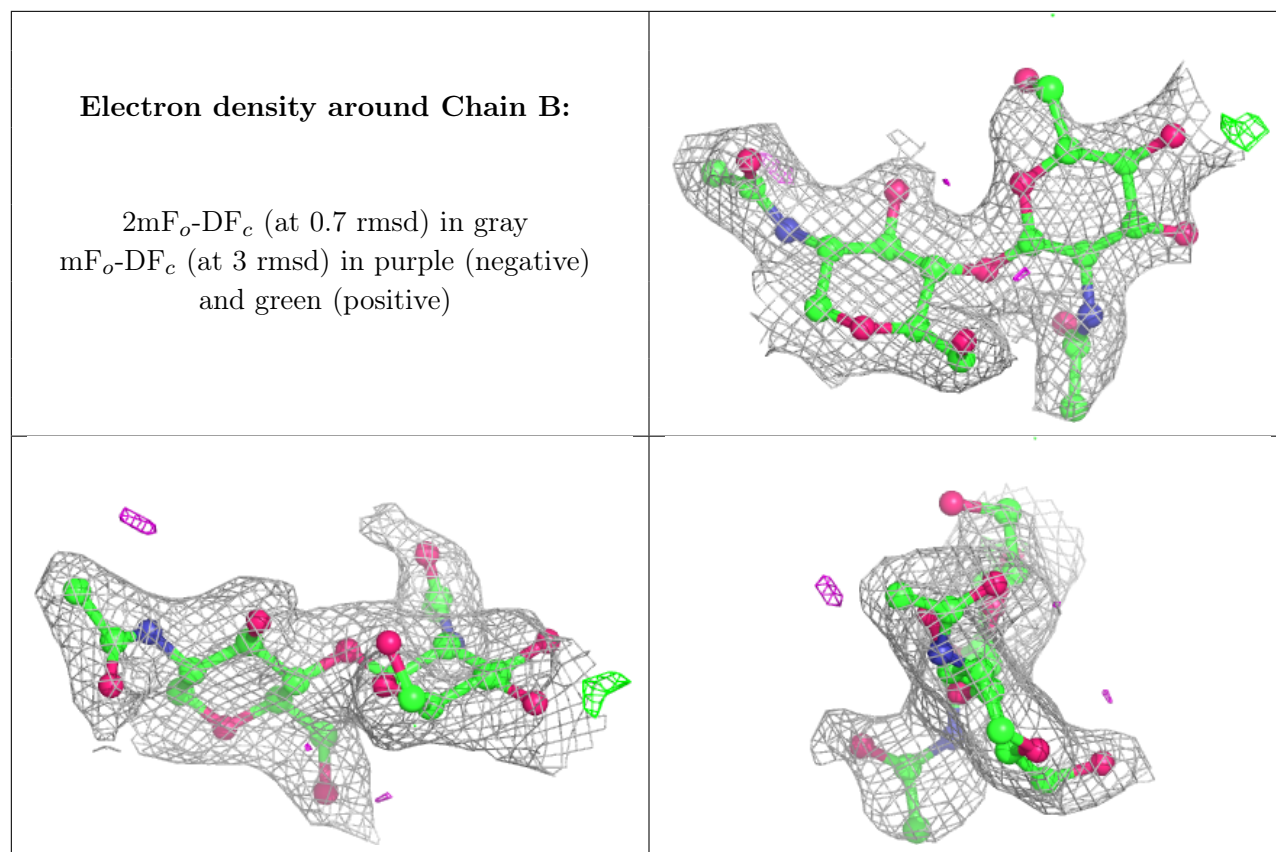 Electron density around Chain B:
2mFo-DFc (at 0.7 rmsd) in gray
mFo-DFc (at 3 rmsd) in purple (negative)
and green (positive)